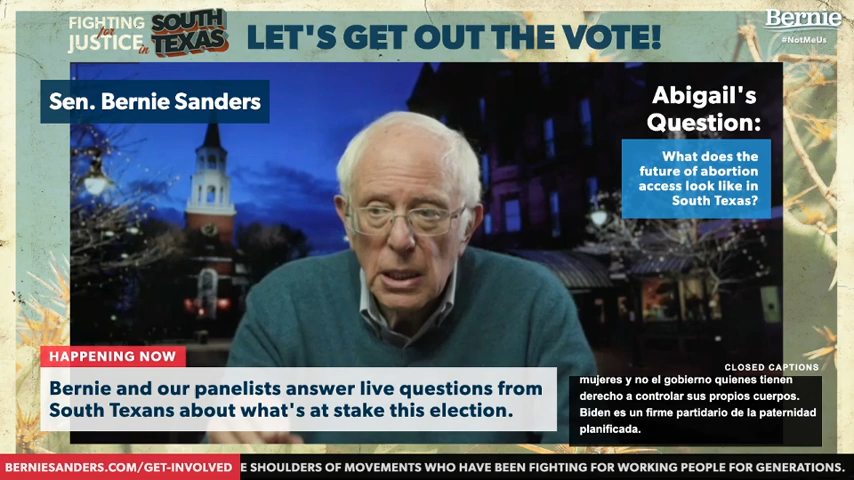 FIGHTING
for
JUSTICE
in
SOUTH
TEXAS
LET'S GET OUT THE VOTE!
Bernie
#NotMeUs
Sen. Bernie Sanders
Abigail's
Question:
What does the
future of abortion
access look like in
South Texas?
HAPPENING NOW
Bernie and our panelists answer live questions from
South Texans about what's at stake this election.
CLOSED CAPTIONS
mujeres y no el gobierno quienes tienen
derecho a controlar sus propios cuerpos.
Biden es un firme partidario de la paternidad
planificada.
BERNIESANDERS.COM/GET-INVOLVED
E SHOULDERS OF MOVEMENTS WHO HAVE BEEN FIGHTING FOR WORKING PEOPLE FOR GENERATIONS.